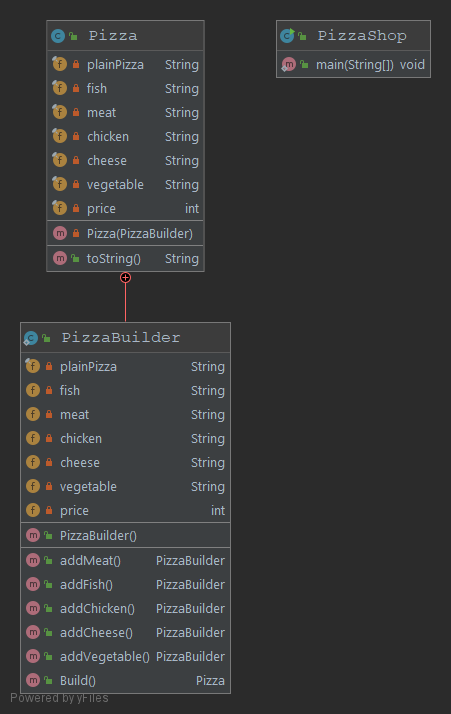 Pizza
plainPizza String
fish String
meat String
chicken String
cheese String
vegetable String
price int
Pizza(PizzaBuilder)
toString() String
PizzaShop
main(String[]) void
PizzaBuilder
plainPizza String
fish String
meat String
chicken String
cheese String
vegetable String
price int
PizzaBuilder()
addMeat() PizzaBuilder
addFish() PizzaBuilder
addChicken() PizzaBuilder
addCheese() PizzaBuilder
addVegetable() PizzaBuilder
Build() Pizza
Powered by yFiles